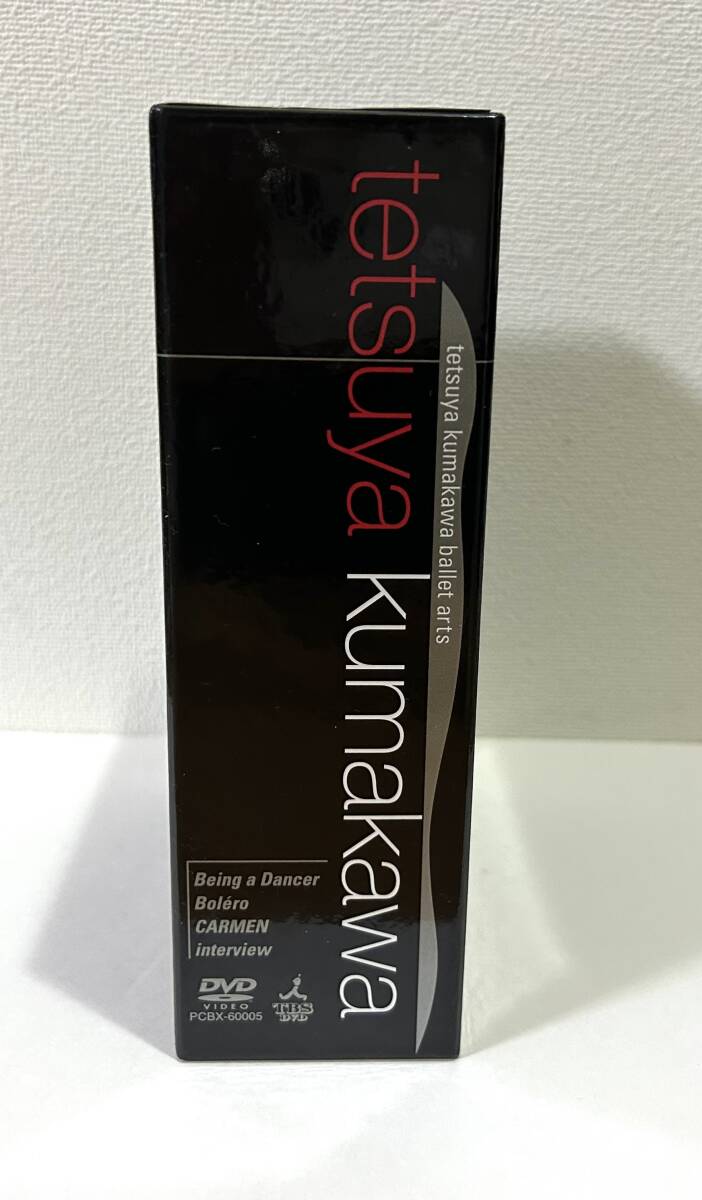 tetsuya kumakawa
tetsuya kumakawa ballet arts
Being a Dancer
Boléro
CARMEN
interview
DVD
VIDEO
PCBX-60005
TBS
DVD